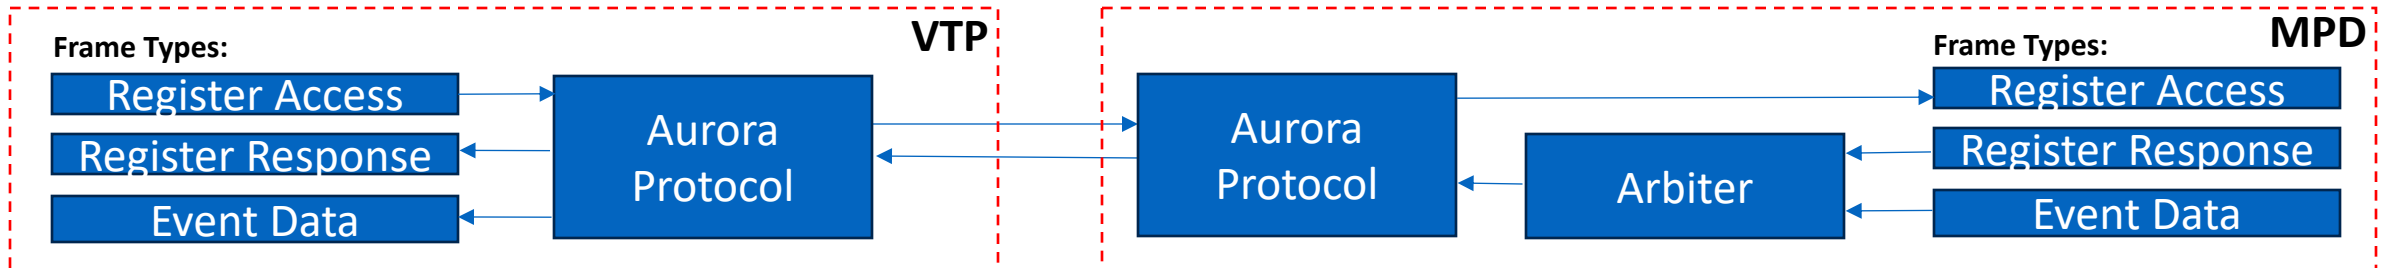 VTP
Frame Types:
Register Access
Register Response
Event Data
Aurora
Protocol
MPD
Frame Types:
Aurora
Protocol
Arbiter
Register Access
Register Response
Event Data